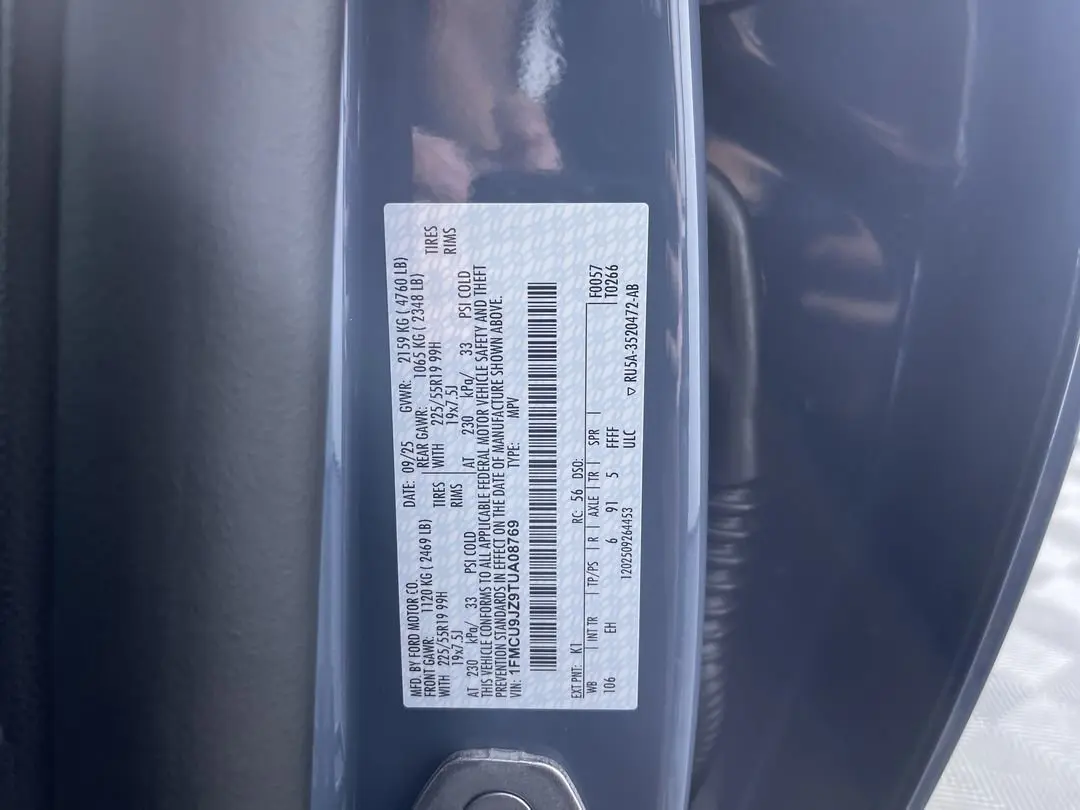 MFD. BY FORD MOTOR CO. DATE: 09/25 GVWR: 2159 KG ( 4760 LB)
FRONT GAWR: 1120 KG ( 2469 LB) REAR GAWR: 1065 KG ( 2348 LB)
WITH 225/55R19 99H TIRES WITH 225/55R19 99H TIRES
19x7.5J RIMS 19x7.5J RIMS
AT 230 kPa/ 33 PSI COLD AT 230 kPa/ 33 PSI COLD
THIS VEHICLE CONFORMS TO ALL APPLICABLE FEDERAL MOTOR VEHICLE SAFETY AND THEFT
PREVENTION STANDARDS IN EFFECT ON THE DATE OF MANUFACTURE SHOWN ABOVE.
VIN: 1FMCU9JZ9TUA08769 TYPE: MPV
EXT PNT: K1 RC: 56 DSO: F0057
WB INT TR TP/PS R AXLE TR SPR T0266
106 EH 6 91 5 FFFF
1202509264453 ULC ▽ RU5A-3520472-AB